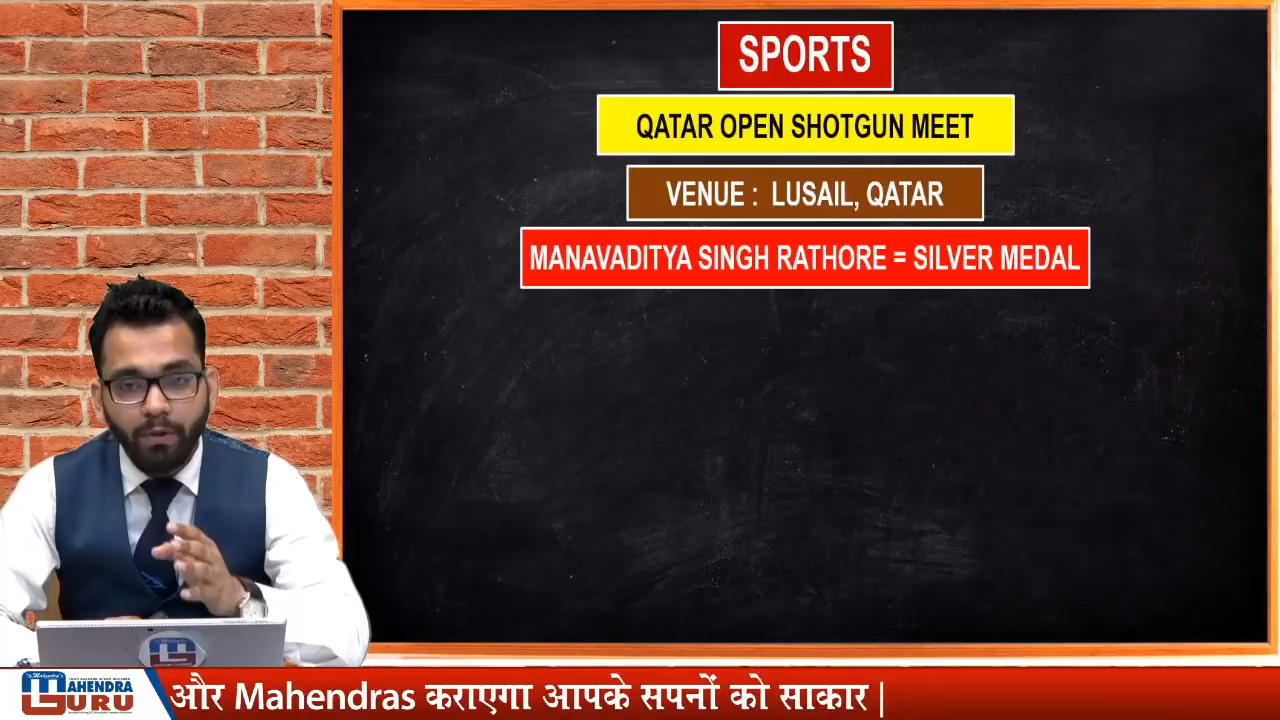 SPORTS
QATAR OPEN SHOTGUN MEET
VENUE : LUSAIL, QATAR
MANAVADITYA SINGH RATHORE = SILVER MEDAL
Mahendra's
MAHENDRA
GURU
और Mahendras कराएगा आपके सपनों को साकार |